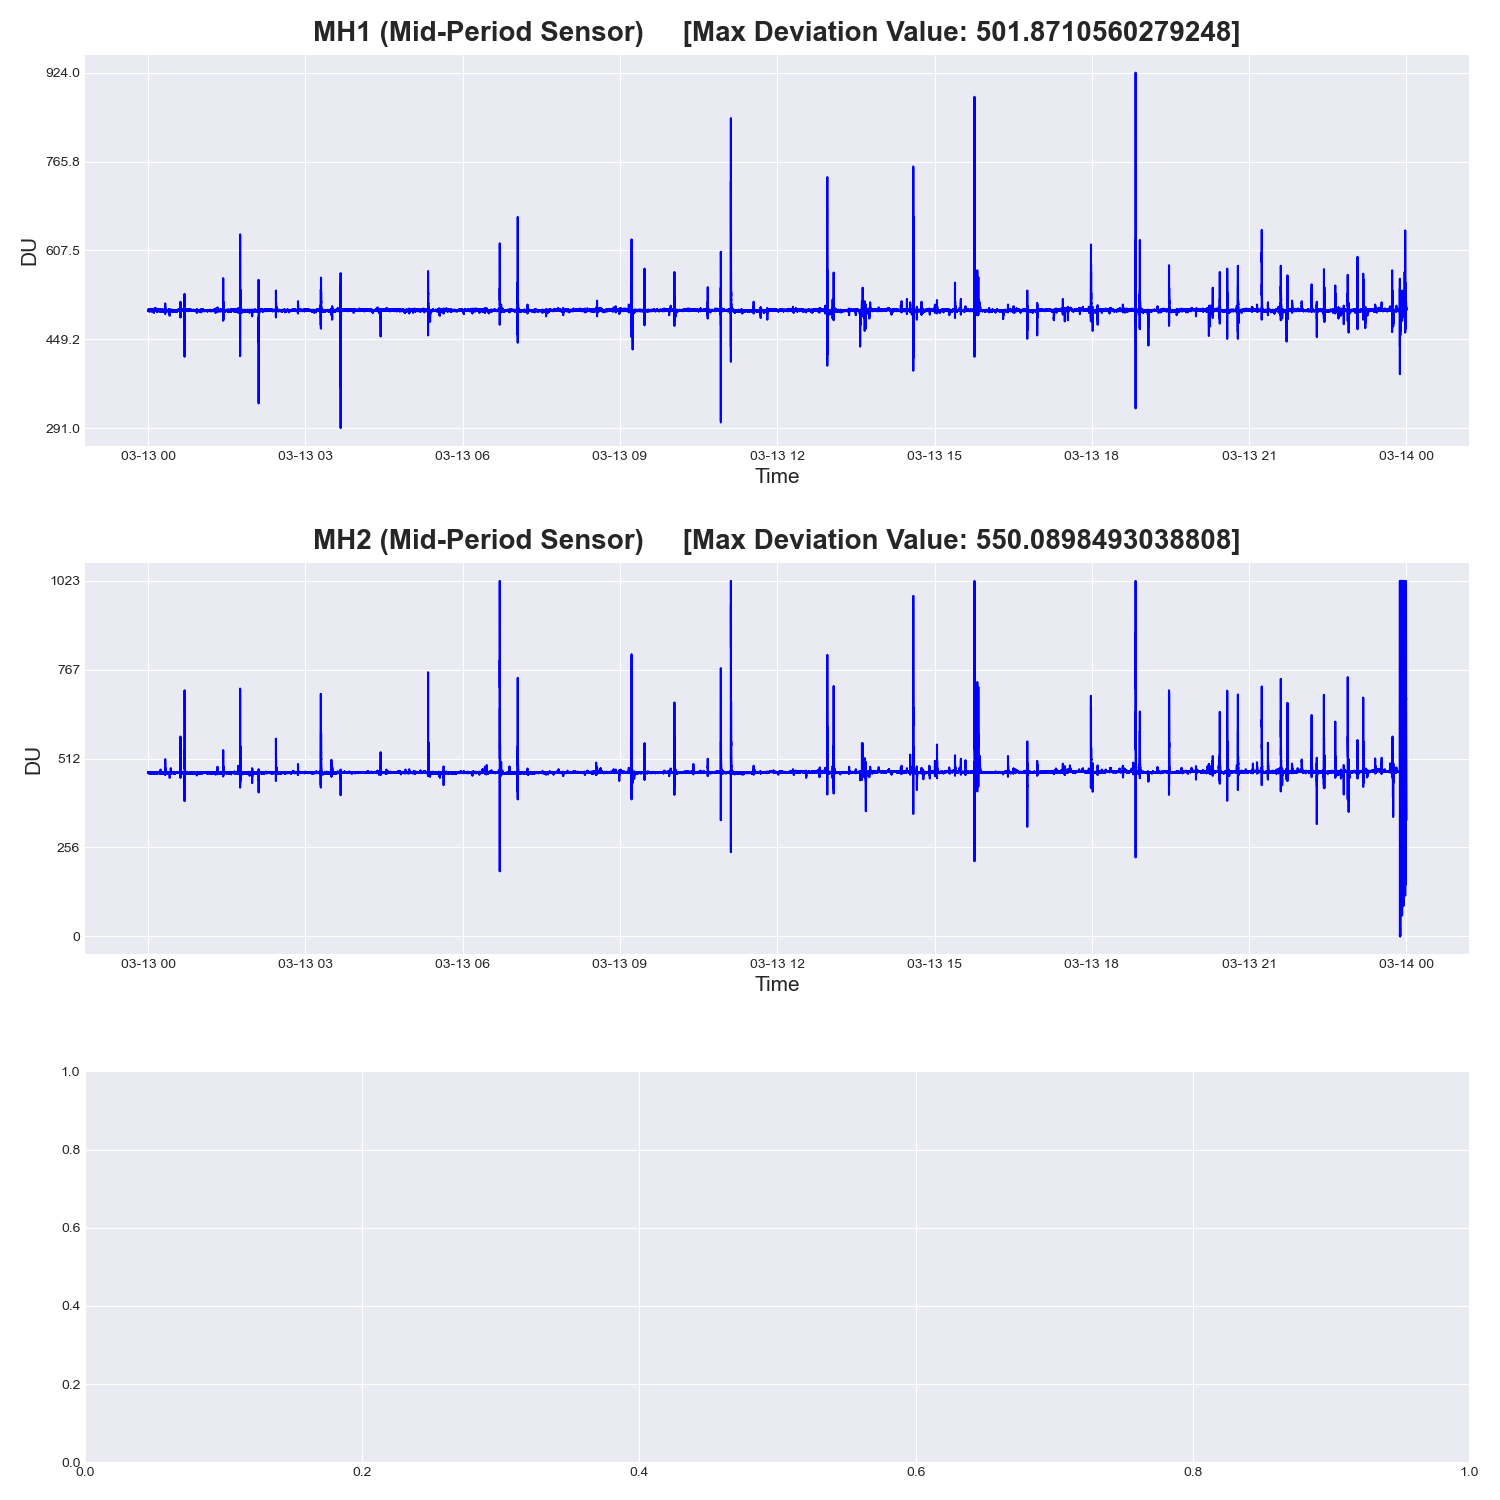 MH1 (Mid-Period Sensor) [Max Deviation Value: 501.8710560279248]
924.0
765.8
607.5
449.2
291.0
DU
03-13 00 03-13 03 03-13 06 03-13 09 03-13 12 03-13 15 03-13 18 03-13 21 03-14 00
Time
MH2 (Mid-Period Sensor) [Max Deviation Value: 550.0898493038808]
1023
767
512
256
0
DU
03-13 00 03-13 03 03-13 06 03-13 09 03-13 12 03-13 15 03-13 18 03-13 21 03-14 00
Time
1.0
0.8
0.6
0.4
0.2
0.0
0.0 0.2 0.4 0.6 0.8 1.0